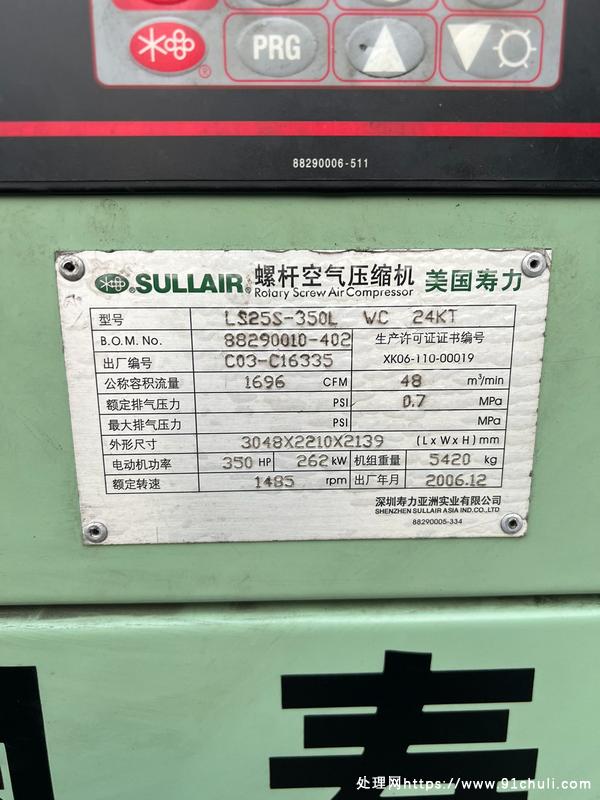 PRG
®
88290006-511
SULLAIR® 螺杆空气压缩机 美国寿力
Rotary Screw Air Compressor
型号 LS25S-350L WC 24KT
B.O.M. No. 88290010-402 生产许可证证书编号
出厂编号 C03-C16335 XK06-110-00019
公称容积流量 1696 CFM 48 m³/min
额定排气压力 PSI 0.7 MPa
最大排气压力 PSI MPa
外形尺寸 3048X2210X2139 (LxWxH) mm
电动机功率 350 HP 262 kW 机组重量 5420 kg
额定转速 1485 rpm 出厂年月 2006.12
深圳寿力亚洲实业有限公司
SHENZHEN SULLAIR ASIA IND.CO.,LTD
88290005-334
国寿
处理网https://www.91chuli.com/